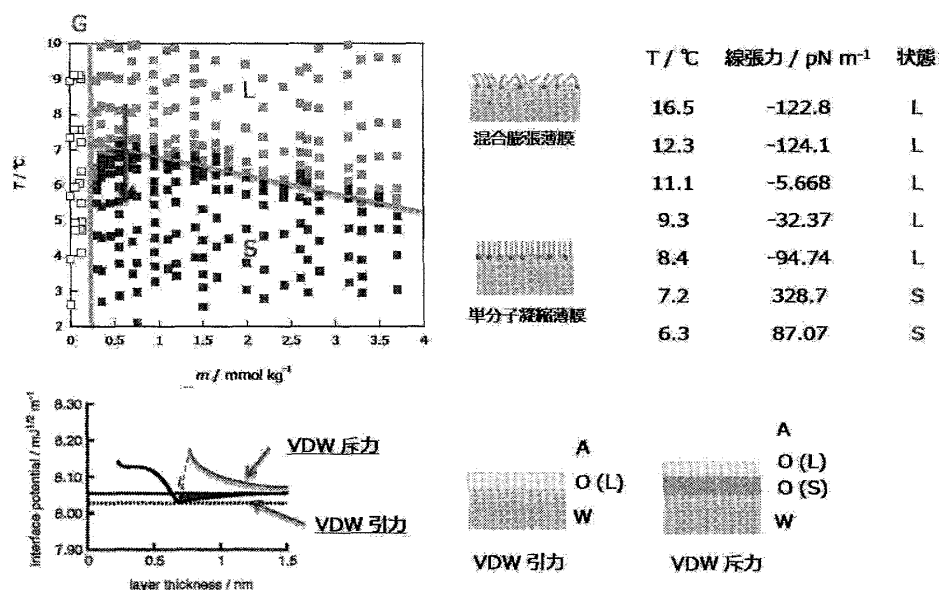 G
10
9
8
7
6
5
4
3
2
T / ℃
L
S
0 0.5 1 1.5 2 2.5 3 3.5 4
m / mmol kg⁻¹
混合膨張薄膜
単分子凝縮薄膜
T / ℃ 線張力 / pN m⁻¹ 状態
16.5 -122.8 L
12.3 -124.1 L
11.1 -5.668 L
9.3 -32.37 L
8.4 -94.74 L
7.2 328.7 S
6.3 87.07 S
Interface potential / mJ^1/2 m⁻¹
8.30
8.20
8.10
8.00
7.90
0 0.5 1.0 1.5
layer thickness / nm
VDW 斥力
VDW 引力
A
O (L)
W
VDW 引力
A
O (L)
O (S)
W
VDW 斥力